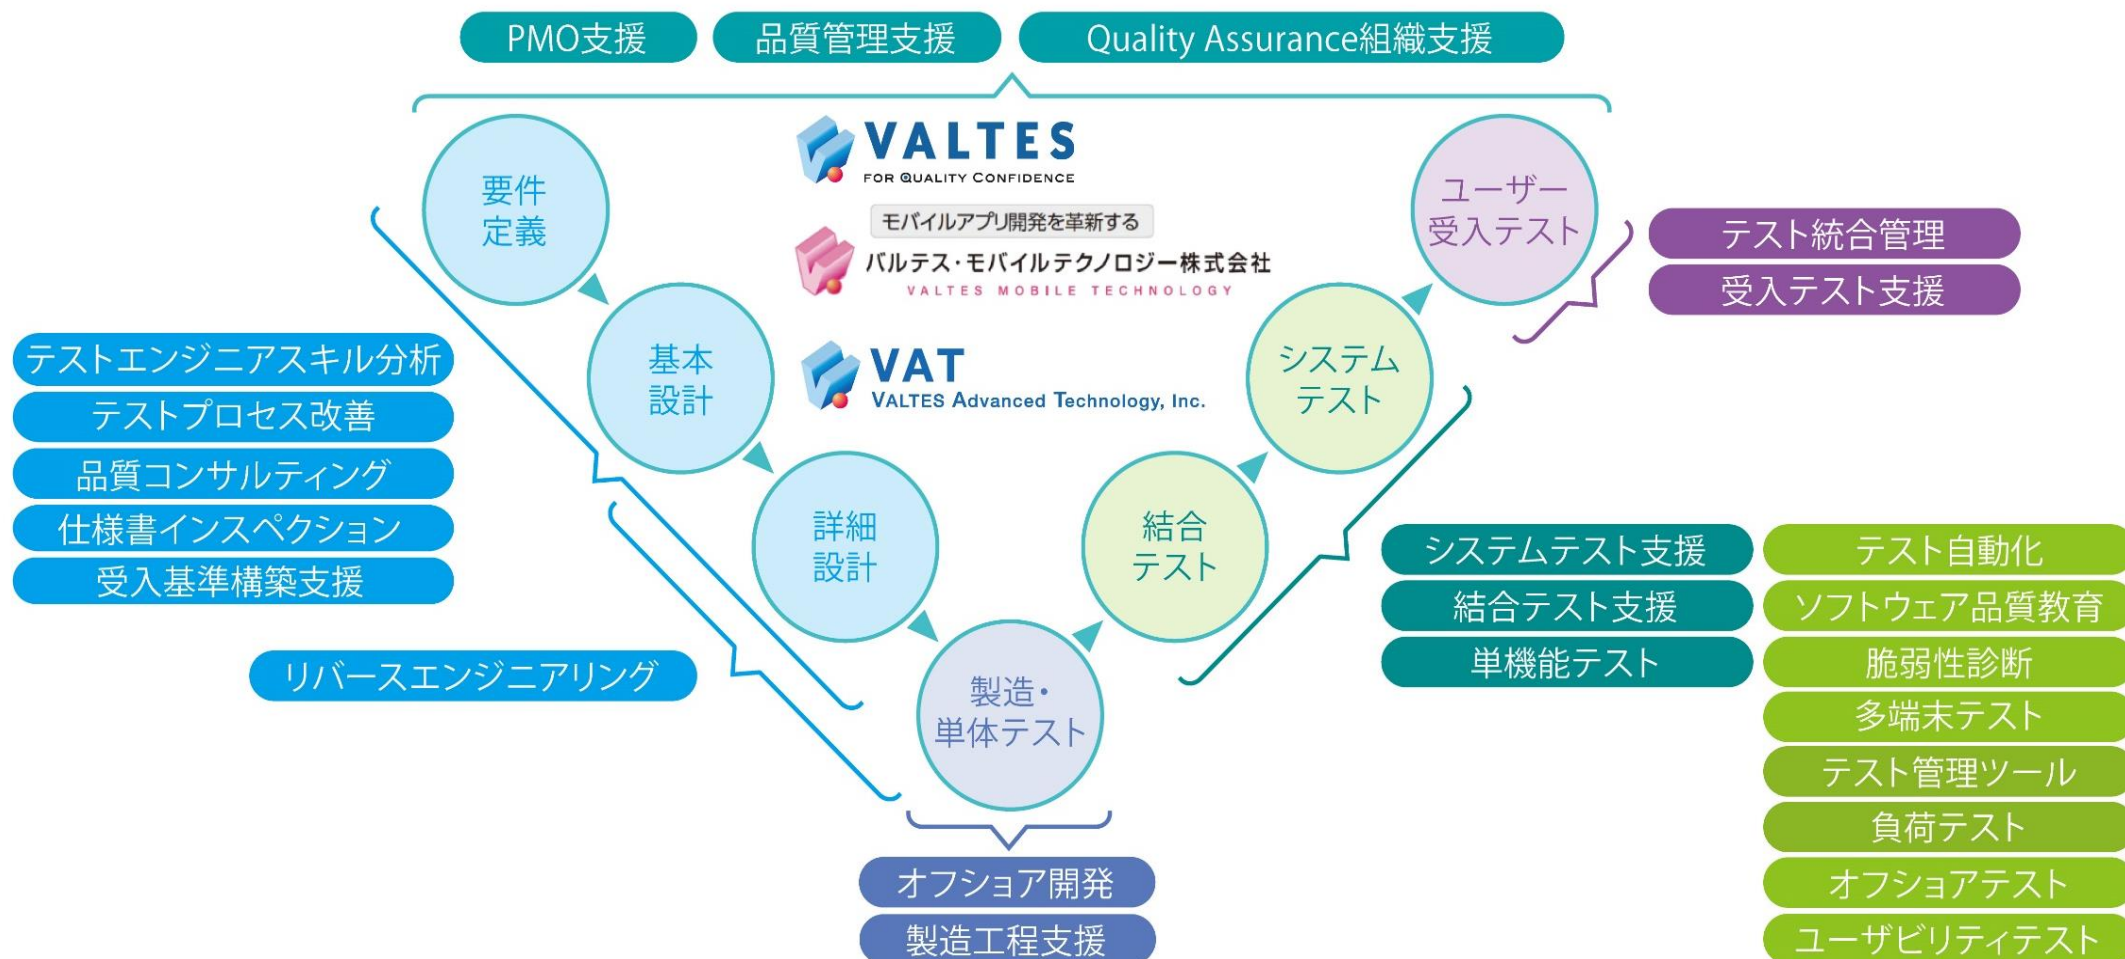 PMO支援
品質管理支援
Quality Assurance組織支援
VALTES
FOR QUALITY CONFIDENCE
モバイルアプリ開発を革新する
バルテス・モバイルテクノロジー株式会社
VALTES MOBILE TECHNOLOGY
VAT
VALTES Advanced Technology, Inc.
要件
定義
基本
設計
詳細
設計
製造・
単体テスト
結合
テスト
システム
テスト
ユーザー
受入テスト
テスト統合管理
受入テスト支援
テストエンジニアスキル分析
テストプロセス改善
品質コンサルティング
仕様書インスペクション
受入基準構築支援
リバースエンジニアリング
オフショア開発
製造工程支援
システムテスト支援
結合テスト支援
単機能テスト
テスト自動化
ソフトウェア品質教育
脆弱性診断
多端末テスト
テスト管理ツール
負荷テスト
オフショアテスト
ユーザビリティテスト